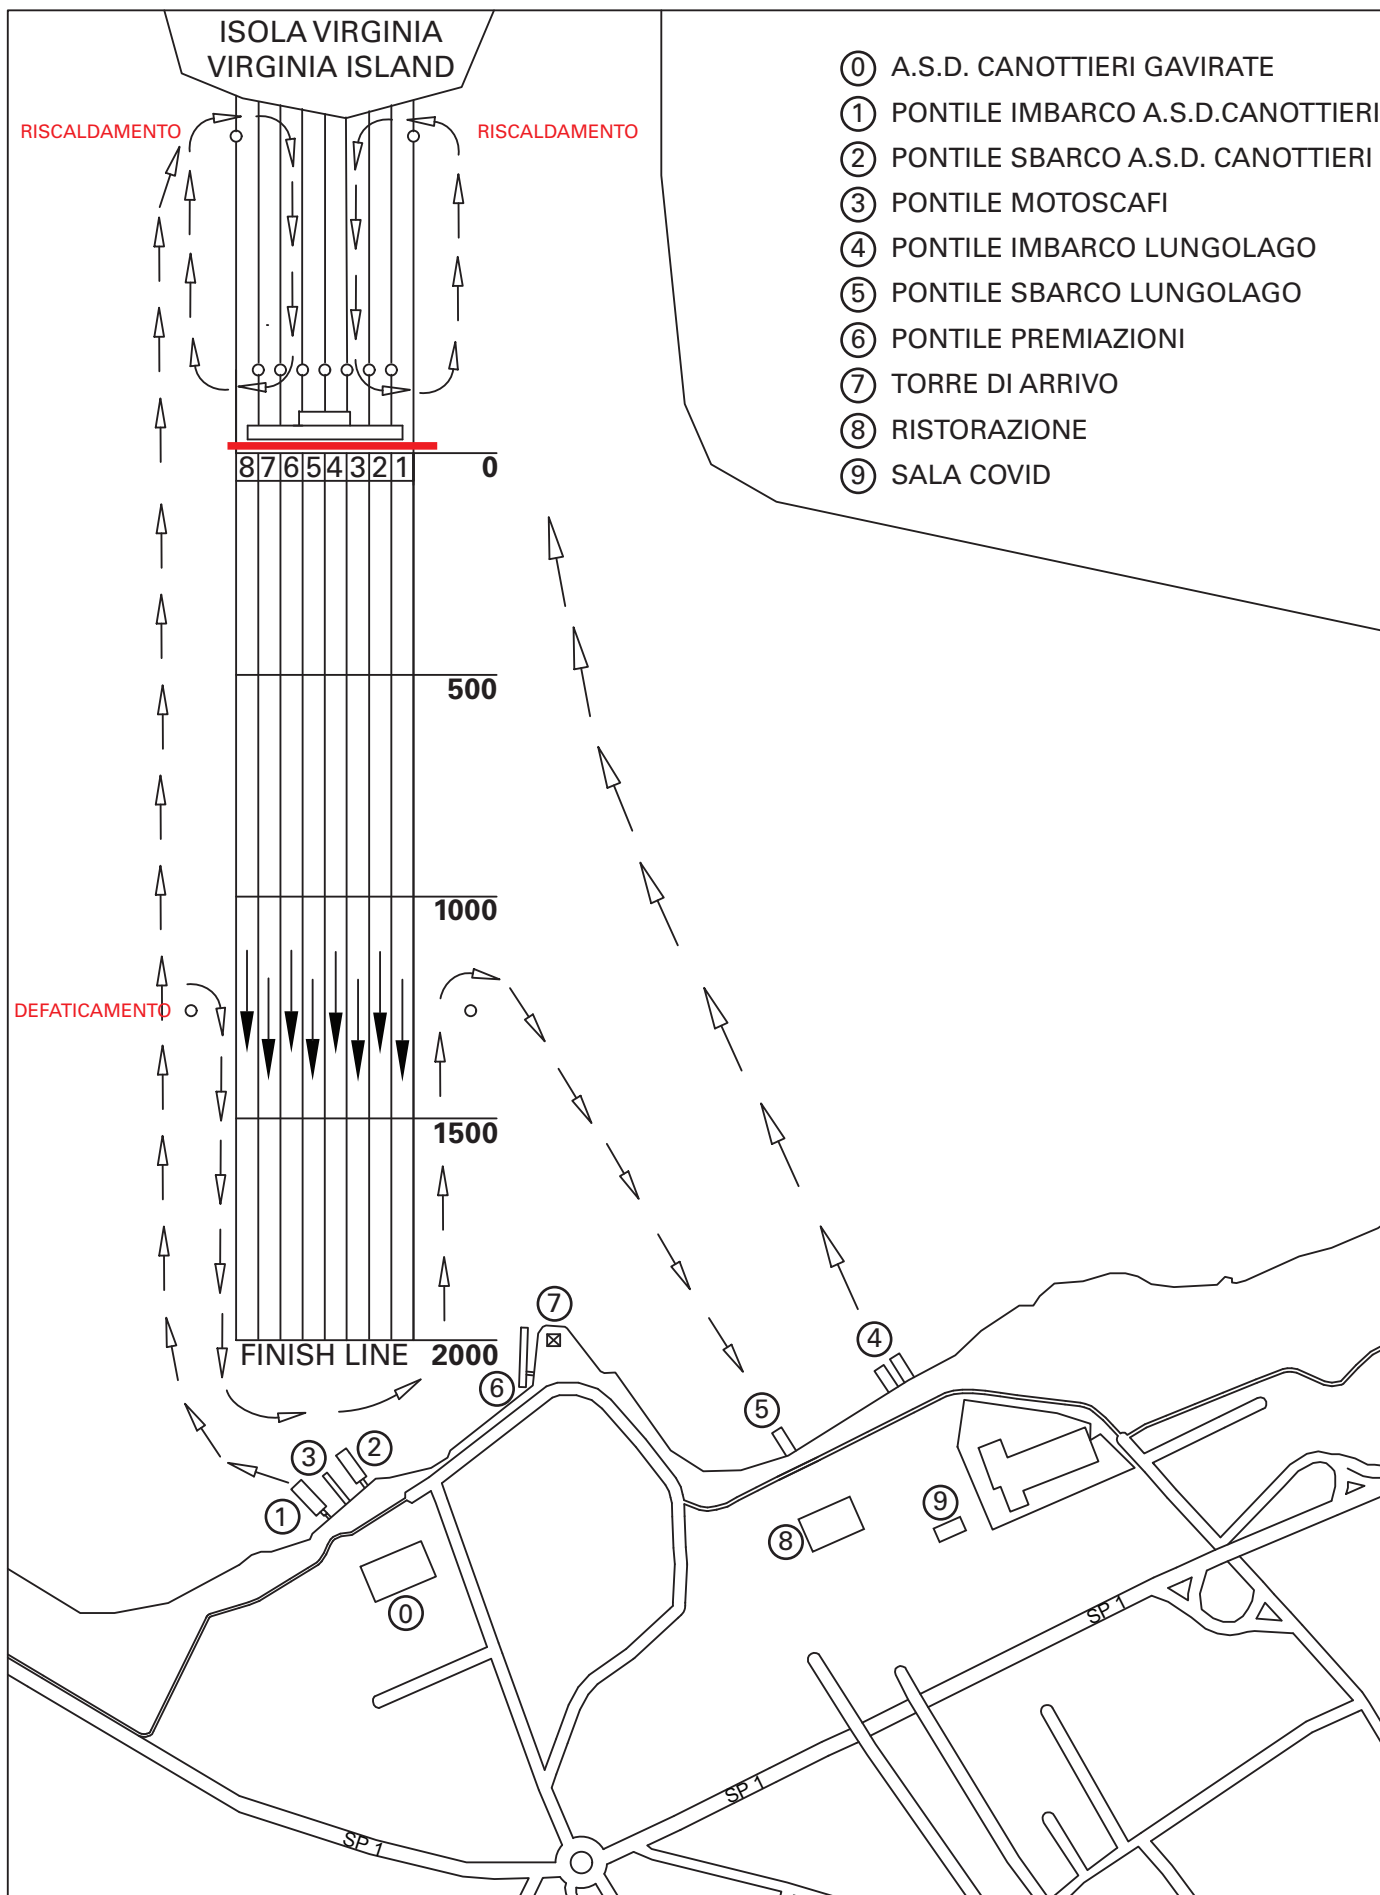 ISOLA VIRGINIA
VIRGINIA ISLAND
RISCALDAMENTO
RISCALDAMENTO
0 A.S.D. CANOTTIERI GAVIRATE
1 PONTILE IMBARCO A.S.D.CANOTTIERI
2 PONTILE SBARCO A.S.D. CANOTTIERI
3 PONTILE MOTOSCAFI
4 PONTILE IMBARCO LUNGOLAGO
5 PONTILE SBARCO LUNGOLAGO
6 PONTILE PREMIAZIONI
7 TORRE DI ARRIVO
8 RISTORAZIONE
9 SALA COVID
8 7 6 5 4 3 2 1 0
500
1000
DEFATICAMENTO
1500
FINISH LINE 2000
7
4
6
5
2
3
1
9
8
0
SP 1
SP 1
SP 1